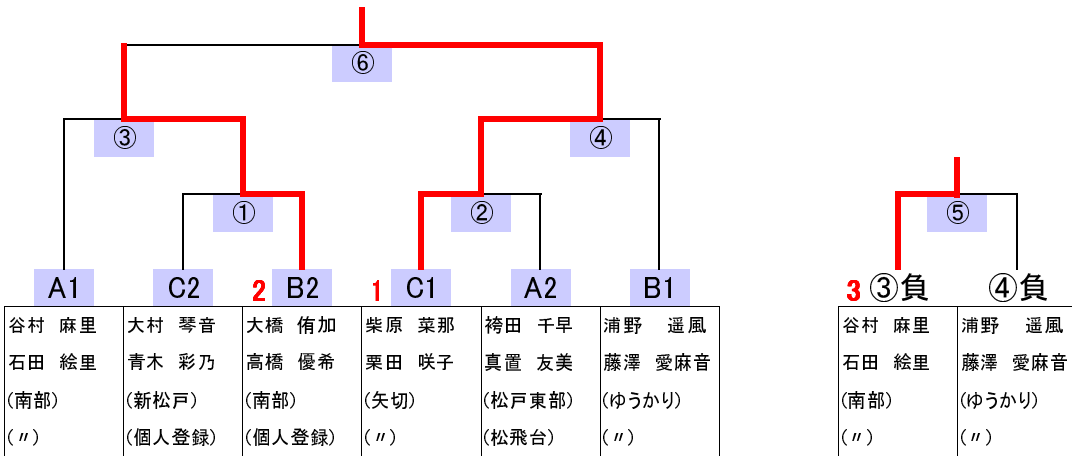 ⑥
③ ④
① ② ⑤
A1 C2 2 B2 1 C1 A2 B1 3 ③負 ④負
谷村 麻里 大村 琴音 大橋 侑加 柴原 菜那 袴田 千早 浦野 遥風 谷村 麻里 浦野 遥風
石田 絵里 青木 彩乃 高橋 優希 栗田 咲子 真置 友美 藤澤 愛麻音 石田 絵里 藤澤 愛麻音
(南部) (新松戸) (南部) (矢切) (松戸東部) (ゆうかり) (南部) (ゆうかり)
(〃) (個人登録) (個人登録) (〃) (松飛台) (〃) (〃) (〃)